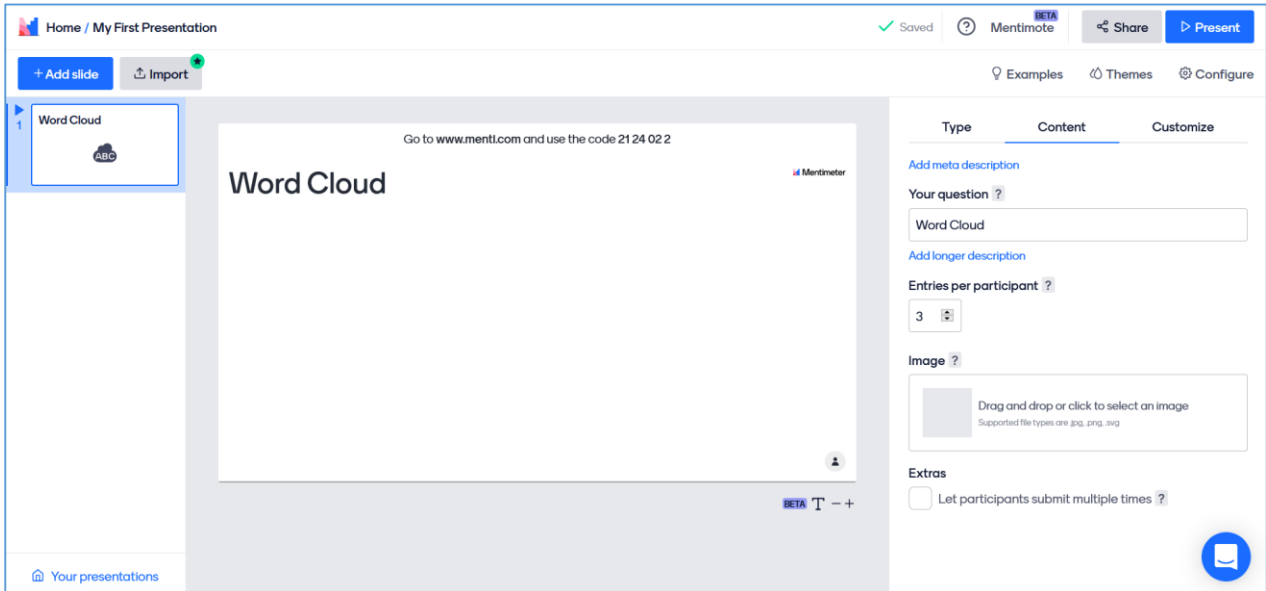 Home / My First Presentation
Saved
?
Mentimote
BETA
Share
Present
+ Add slide
Import
Examples
Themes
Configure
1
Word Cloud
ABC
Go to www.menti.com and use the code 21 24 02 2
Word Cloud
Mentimeter
BETA T − +
Your presentations
Type Content Customize
Add meta description
Your question ?
Word Cloud
Add longer description
Entries per participant ?
3
Image ?
Drag and drop or click to select an image
Supported file types are .jpg, .png, .svg
Extras
Let participants submit multiple times ?